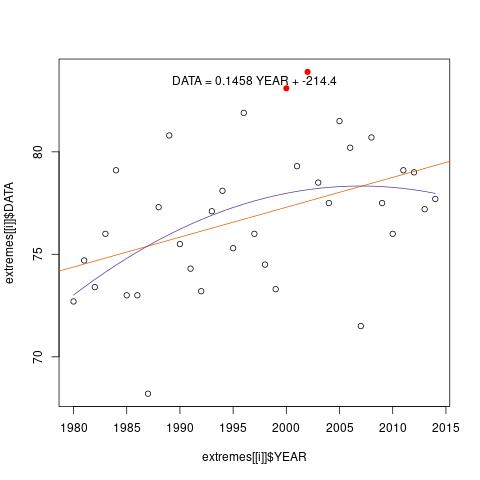 DATA = 0.1458 YEAR + -214.4
extremes[[i]]$DATA
80
75
70
1980 1985 1990 1995 2000 2005 2010 2015
extremes[[i]]$YEAR